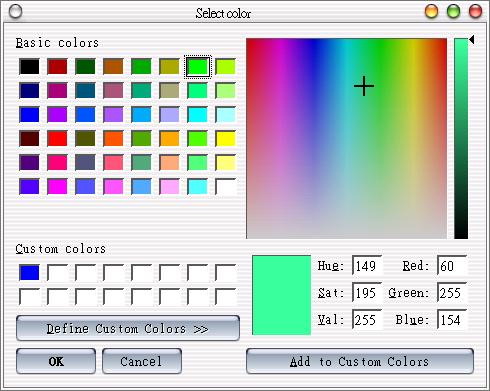 Select color
Basic colors
Custom colors
Define Custom Colors >>
OK
Cancel
Hue: 149
Red: 60
Sat: 195
Green: 255
Val: 255
Blue: 154
Add to Custom Colors